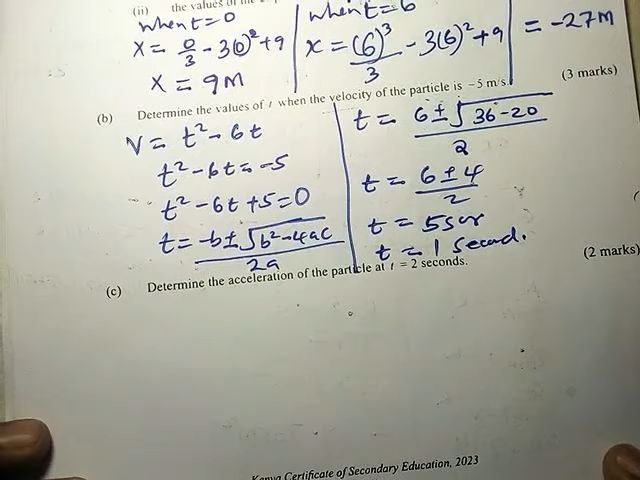 (ii) the values of the
when t=0
x = 0/3 - 3(0)² + 9
x = 9M
when t=6
x = (6)³/3 - 3(6)² + 9
= -27M
(b) Determine the values of t when the velocity of the particle is −5 m/s. (3 marks)
V = t² - 6t
t² - 6t = -5
t² - 6t + 5 = 0
t = -b ± √b² - 4ac / 2a
t = 6 ± √36 - 20 / 2
t = 6 ± 4 / 2
t = 5 s or
t = 1 second.
(c) Determine the acceleration of the particle at t = 2 seconds. (2 marks)
Kenya Certificate of Secondary Education, 2023